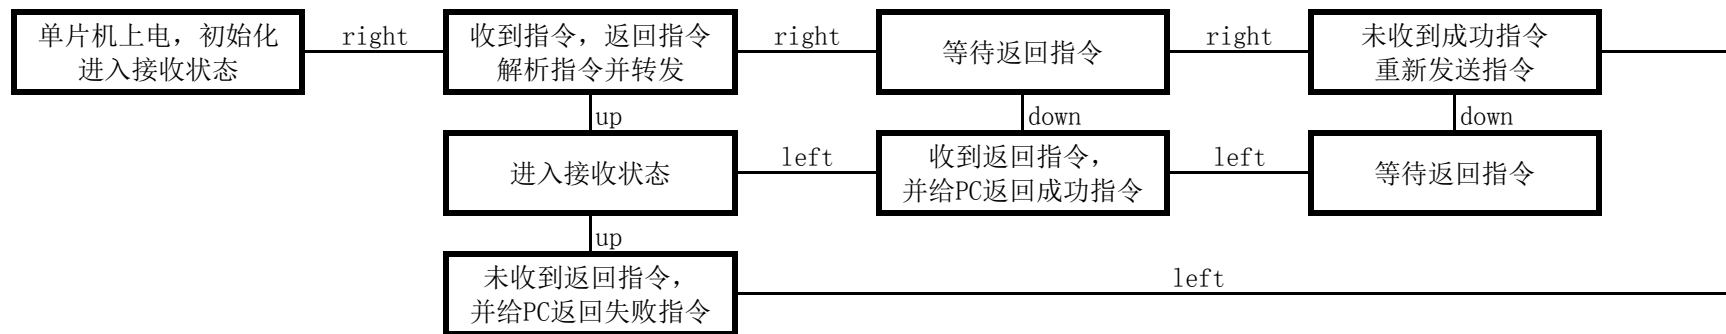 单片机上电，初始化
进入接收状态
right
收到指令，返回指令
解析指令并转发
right
等待返回指令
right
未收到成功指令
重新发送指令
up
down
down
进入接收状态
left
收到返回指令，
并给PC返回成功指令
left
等待返回指令
up
未收到返回指令，
并给PC返回失败指令
left